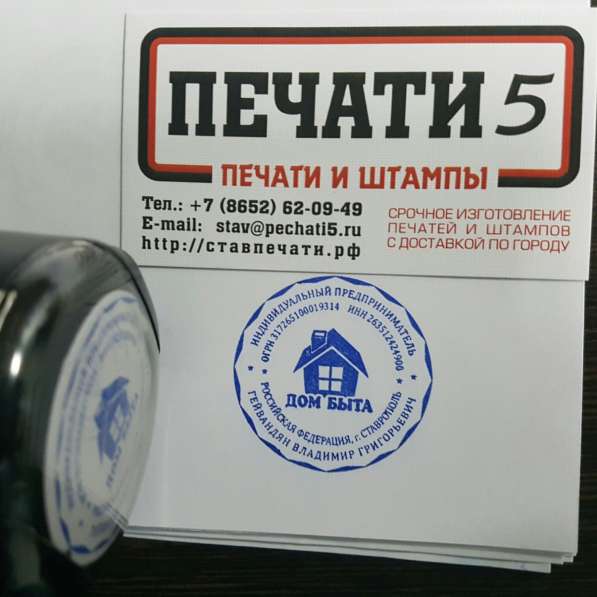 ПЕЧАТИ 5
ПЕЧАТИ И ШТАМПЫ
Тел.: +7 (8652) 62-09-49
E-mail: stav@pechati5.ru
http://ставпечати.рф
СРОЧНОЕ ИЗГОТОВЛЕНИЕ
ПЕЧАТЕЙ И ШТАМПОВ
С ДОСТАВКОЙ ПО ГОРОДУ
ИНДИВИДУАЛЬНЫЙ ПРЕДПРИНИМАТЕЛЬ
ОГРН 317265100019314 ИНН 263512424900
ДОМ БЫТА
РОССИЙСКАЯ ФЕДЕРАЦИЯ, г. СТАВРОПОЛЬ
ГЕЙВАНДЯН ВЛАДИМИР ГРИГОРЬЕВИЧ
ДОМ БЫТА